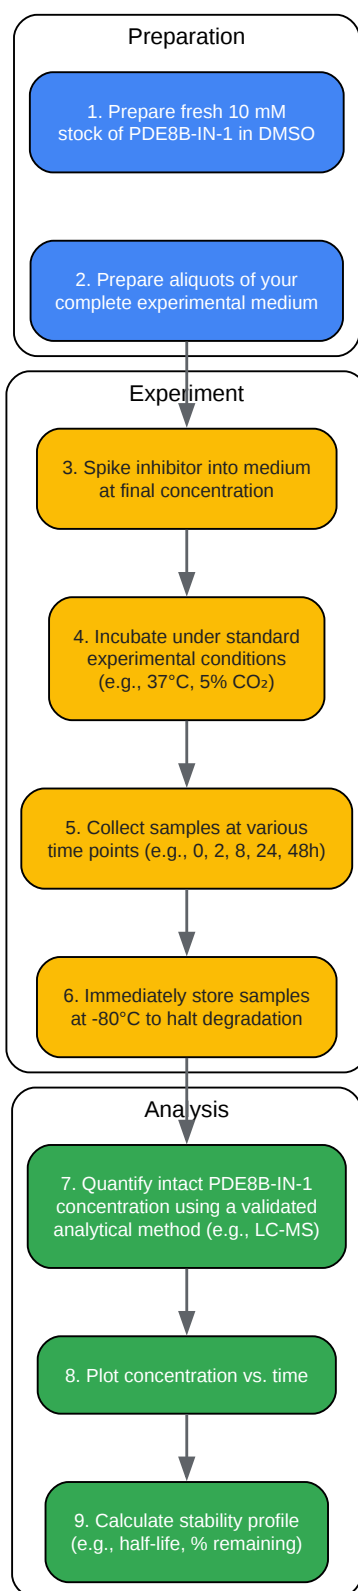 Preparation
1. Prepare fresh 10 mM
stock of PDE8B-IN-1 in DMSO
2. Prepare aliquots of your
complete experimental medium
Experiment
3. Spike inhibitor into medium
at final concentration
4. Incubate under standard
experimental conditions
(e.g., 37°C, 5% CO₂)
5. Collect samples at various
time points (e.g., 0, 2, 8, 24, 48h)
6. Immediately store samples
at -80°C to halt degradation
Analysis
7. Quantify intact PDE8B-IN-1
concentration using a validated
analytical method (e.g., LC-MS)
8. Plot concentration vs. time
9. Calculate stability profile
(e.g., half-life, % remaining)